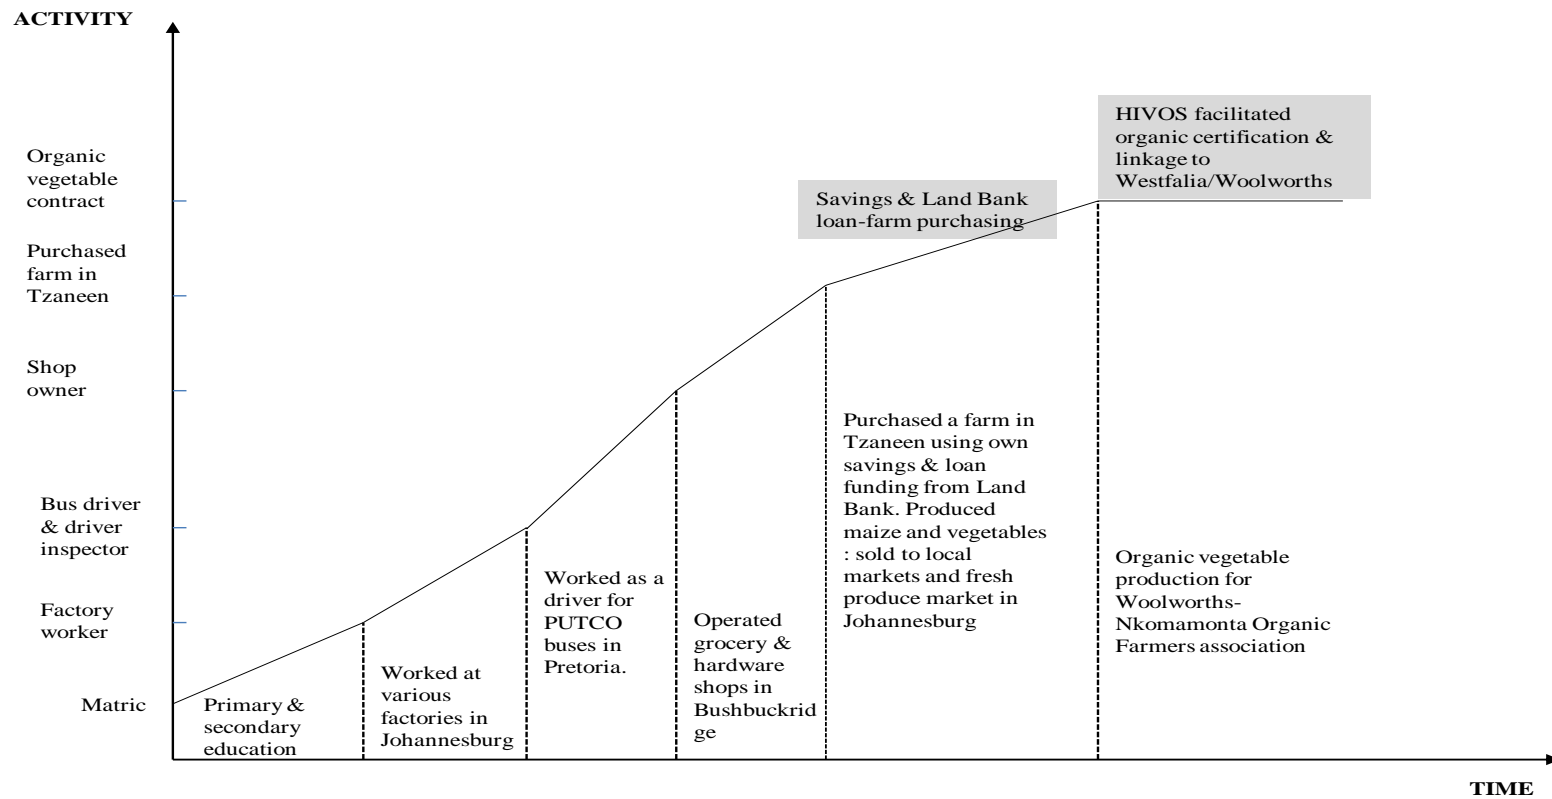 ACTIVITY
Organic
vegetable
contract
Purchased
farm in
Tzaneen
Shop
owner
Bus driver
& driver
inspector
Factory
worker
Matric
Primary &
secondary
education
Worked at
various
factories in
Johannesburg
Worked as a
driver for
PUTCO
buses in
Pretoria.
Operated
grocery &
hardware
shops in
Bushbuckrid
ge
Savings & Land Bank
loan-farm purchasing
Purchased a farm in
Tzaneen using own
savings & loan
funding from Land
Bank. Produced
maize and vegetables
: sold to local
markets and fresh
produce market in
Johannesburg
HIVOS facilitated
organic certification &
linkage to
Westfalia/Woolworths
Organic vegetable
production for
Woolworths-
Nkomamonta Organic
Farmers association
TIME